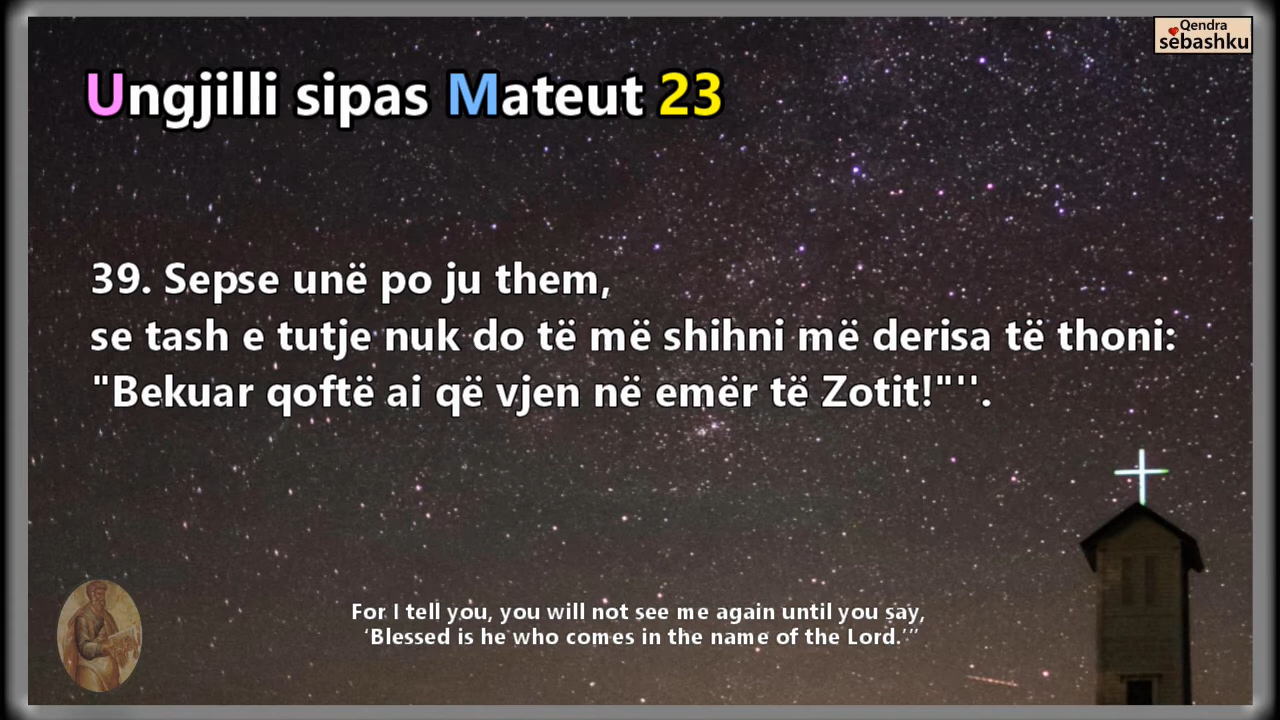 Qendra
sëbashku
Ungjilli sipas Mateut 23
39. Sepse unë po ju them,
se tash e tutje nuk do të më shihni më derisa të thoni:
"Bekuar qoftë ai që vjen në emër të Zotit!"''.
For I tell you, you will not see me again until you say,
‘Blessed is he who comes in the name of the Lord.’”